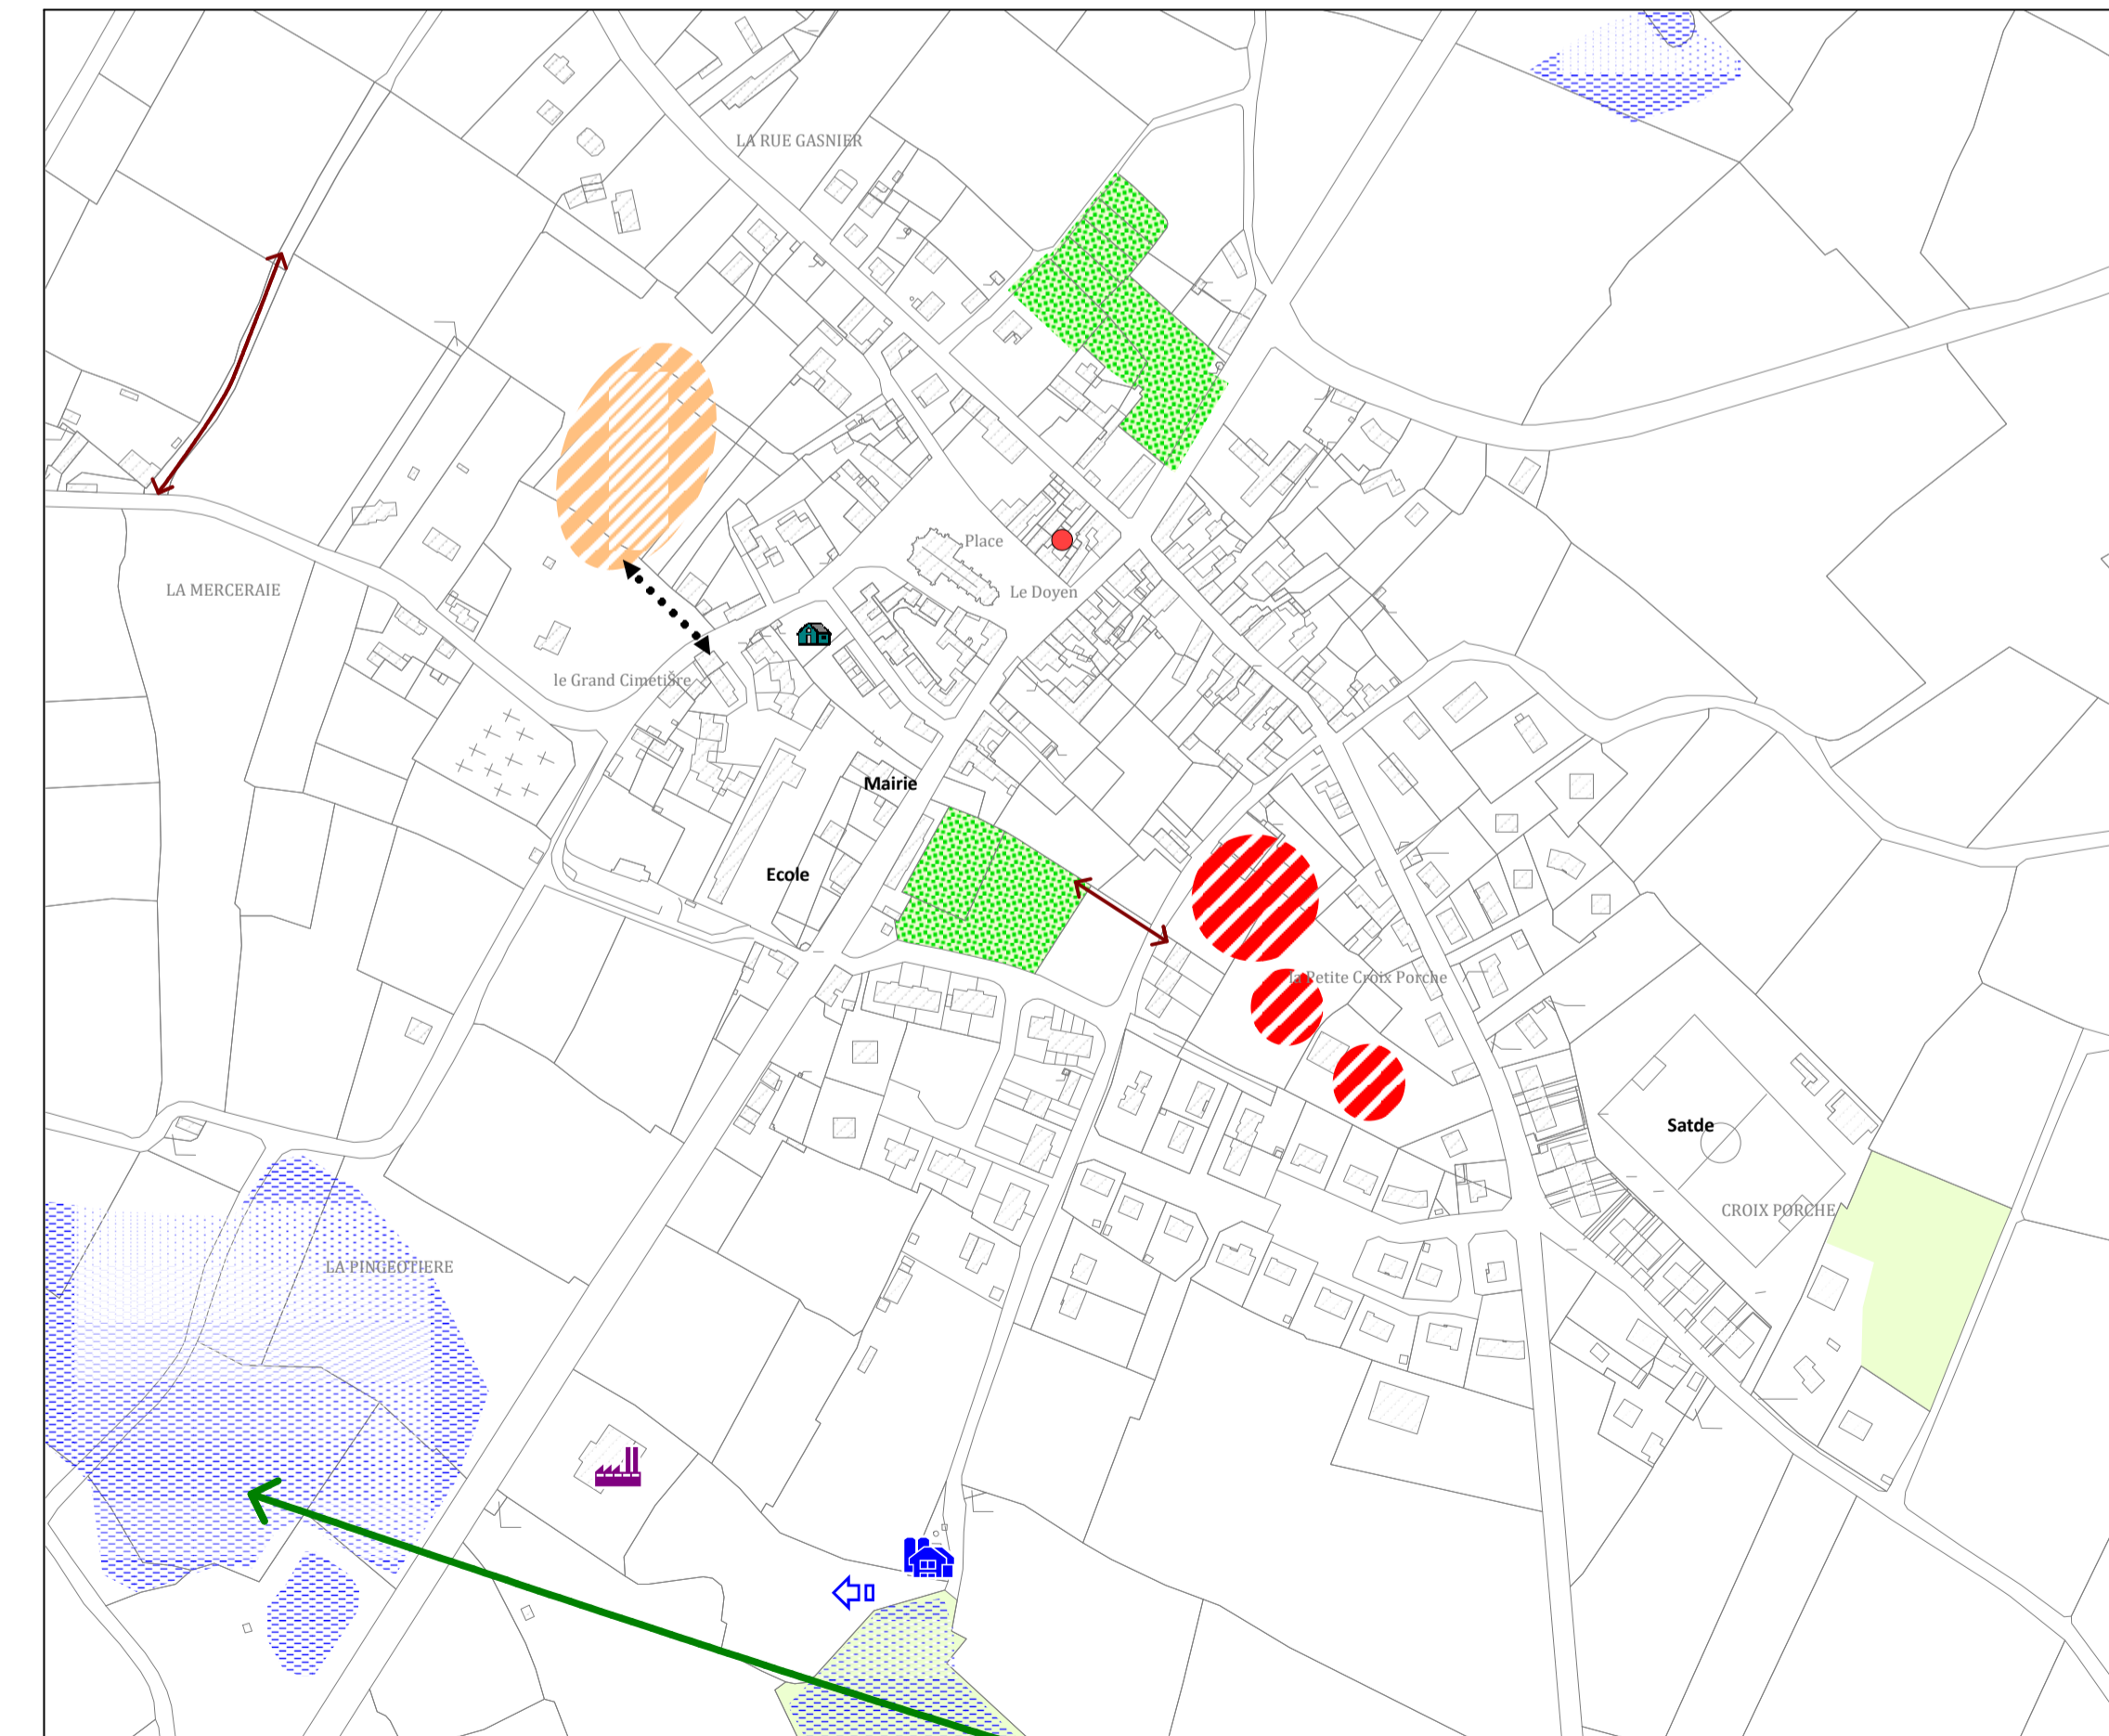 LA RUE GASNIER
Place
LA MERCERAIE
Le Doyen
le Grand CimetiŠre
Mairie
Ecole
la Petite Croix Porche
Satde
CROIX PORCHE
LA PINGEOTIERE